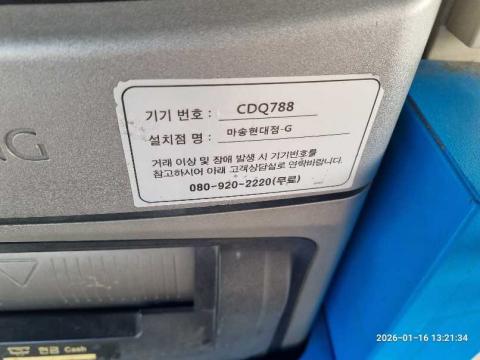 NG
기기 번호 : CDQ788
설치점 명 : 마송현대점-G
거래 이상 및 장애 발생 시 기기번호를
참고하시어 아래 고객상담실로 연락바랍니다.
080-920-2220(무료)
현금 Cash
2026-01-16 13:21:34